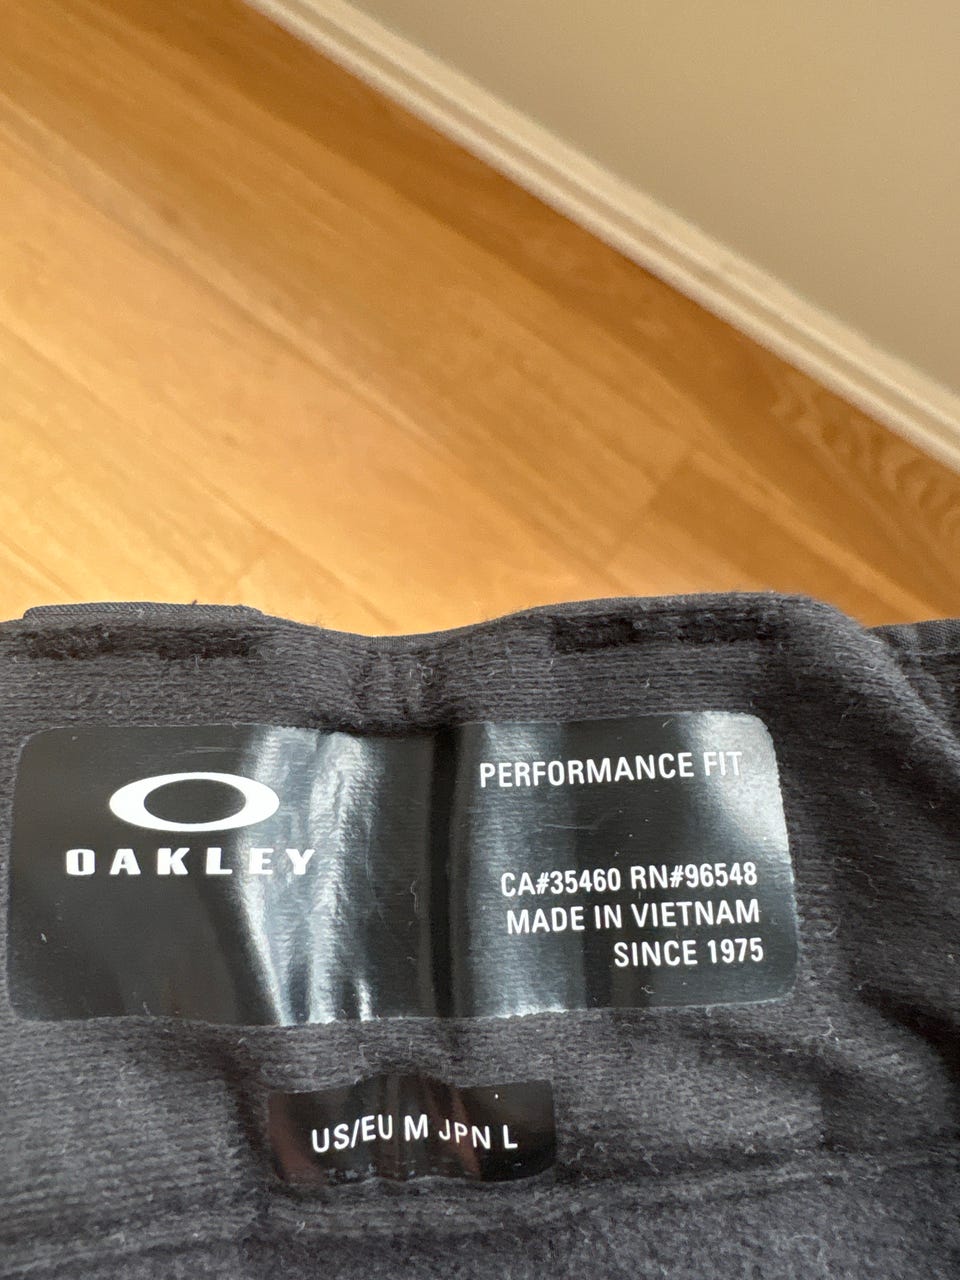 OAKLEY
PERFORMANCE FIT
CA#35460 RN#96548
MADE IN VIETNAM
SINCE 1975
US/EU M JPN L